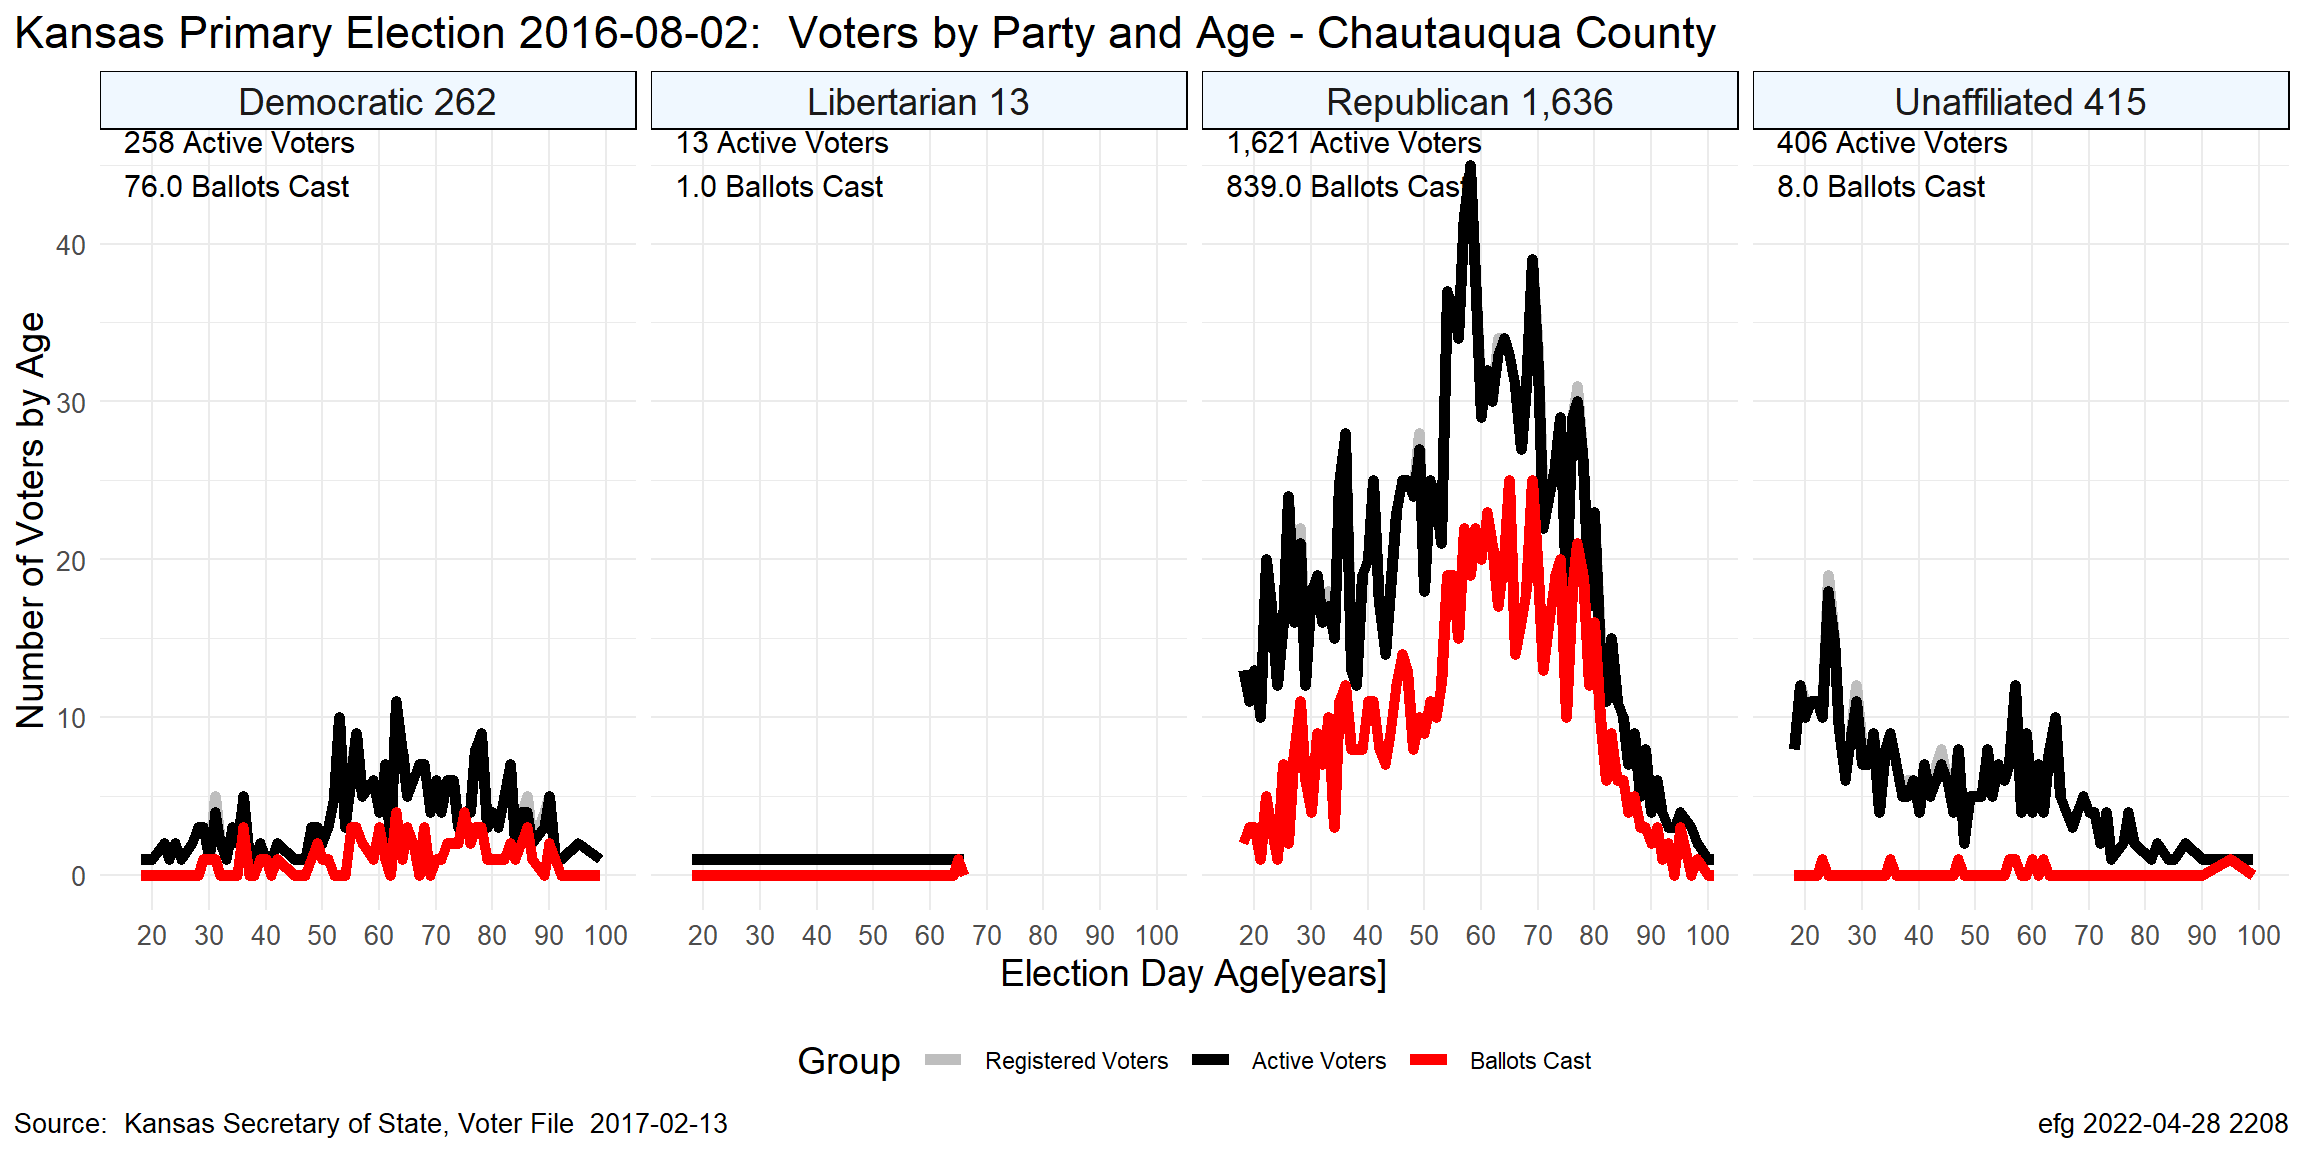 Kansas Primary Election 2016-08-02:  Voters by Party and Age - Chautauqua County
Democratic 262
Libertarian 13
Republican 1,636
Unaffiliated 415
258 Active Voters
76.0 Ballots Cast
13 Active Voters
1.0 Ballots Cast
1,621 Active Voters
839.0 Ballots Cast
406 Active Voters
8.0 Ballots Cast
Number of Voters by Age
40
30
20
10
0
20 30 40 50 60 70 80 90 100
20 30 40 50 60 70 80 90 100
20 30 40 50 60 70 80 90 100
20 30 40 50 60 70 80 90 100
Election Day Age[years]
Group Registered Voters Active Voters Ballots Cast
Source:  Kansas Secretary of State, Voter File  2017-02-13
efg 2022-04-28 2208